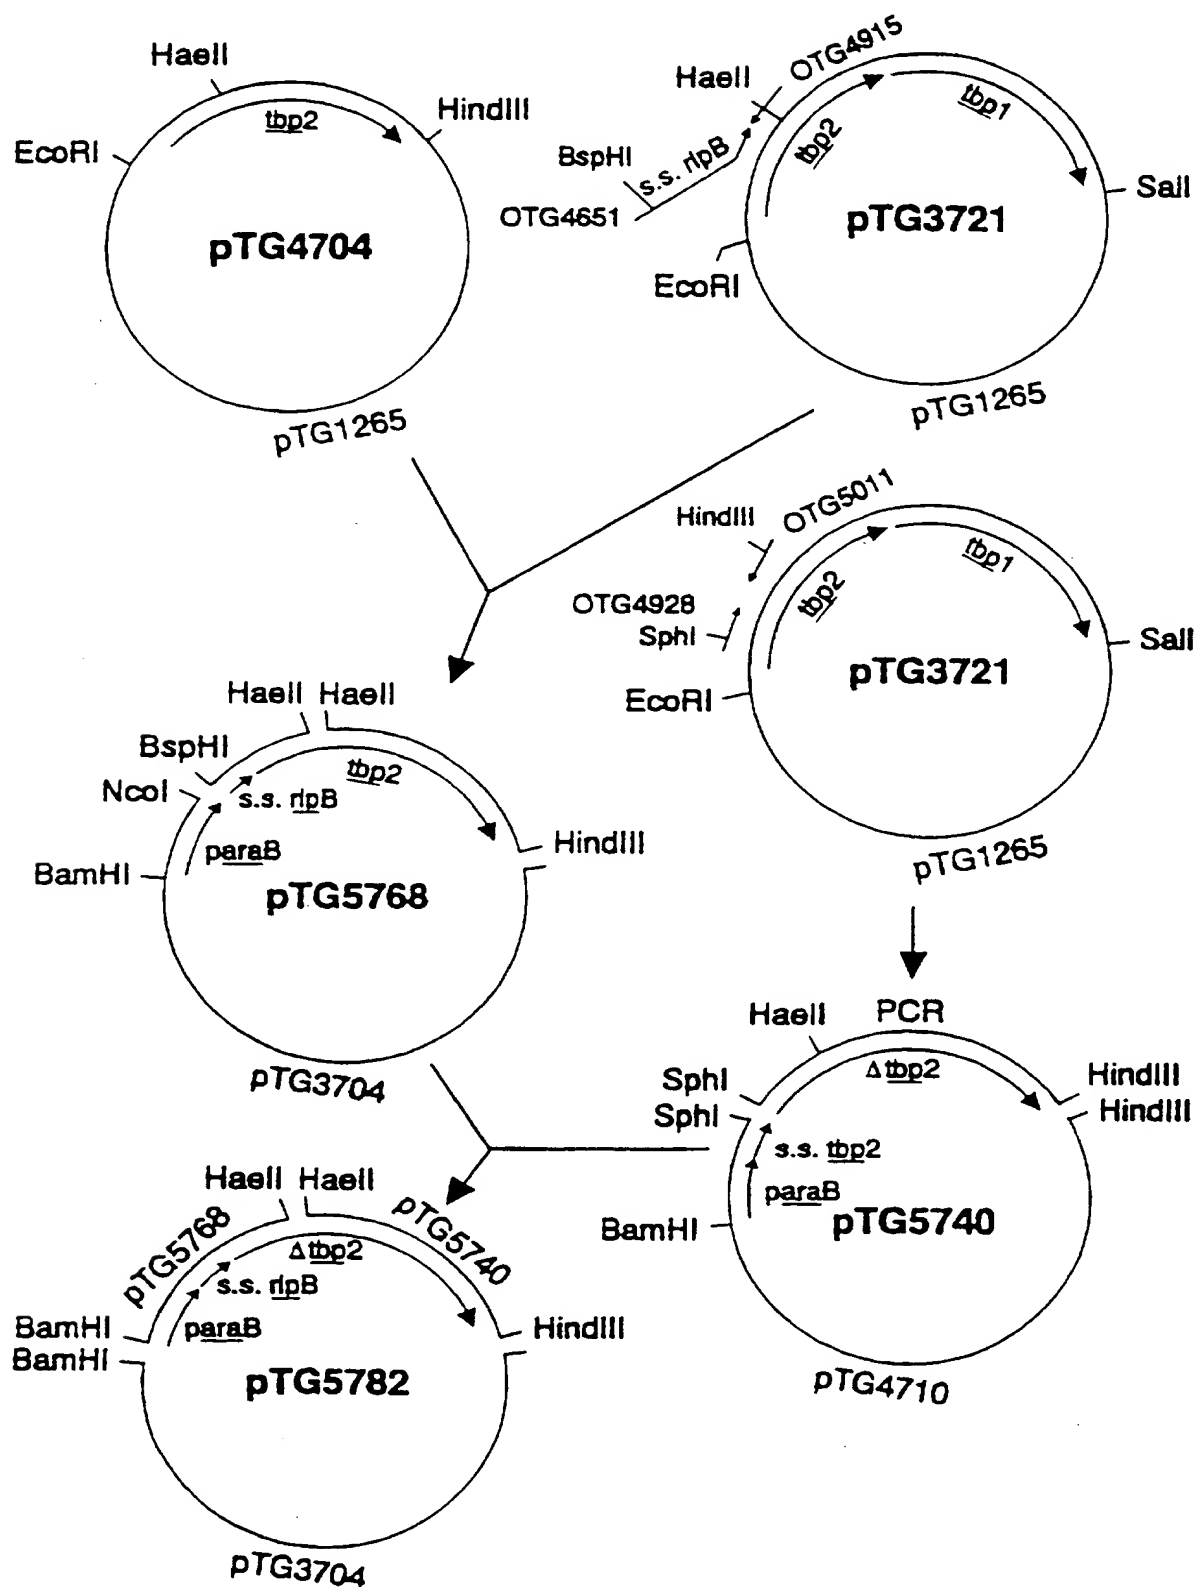 HaeII
tbp2
HindIII
EcoRI
pTG4704
pTG1265
OTG4915
HaeII
tbp1
tbp2
BspHI
s.s. rlpB
OTG4651
SalI
pTG3721
EcoRI
pTG1265
HindIII
OTG5011
tbp1
tbp2
OTG4928
SphI
SalI
pTG3721
EcoRI
pTG1265
HaeII HaeII
BspHI
tbp2
NcoI
s.s. rlpB
HindIII
paraB
BamHI
pTG5768
pTG3704
PCR
HaeII
Δtbp2
SphI
HindIII
SphI
HindIII
s.s. tbp2
paraB
BamHI
pTG5740
pTG4710
HaeII HaeII
pTG5768
pTG5740
Δtbp2
s.s. rlpB
BamHI
paraB
HindIII
BamHI
pTG5782
pTG3704